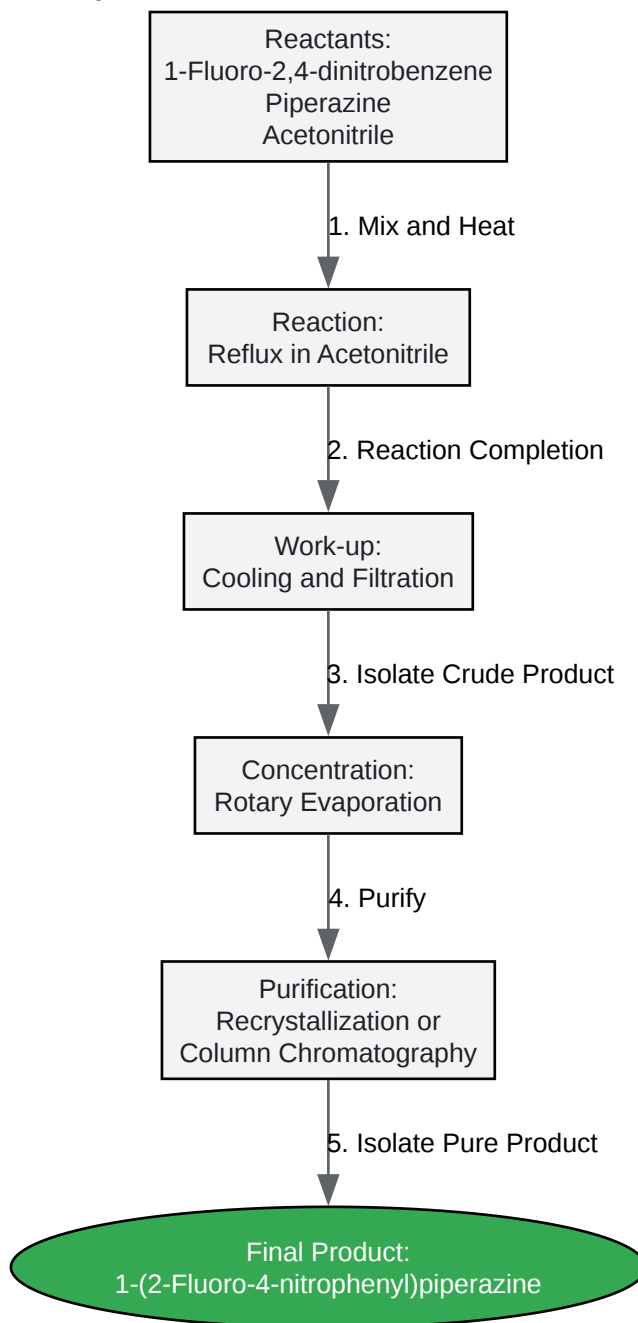 Reactants:
1-Fluoro-2,4-dinitrobenzene
Piperazine
Acetonitrile
1. Mix and Heat
Reaction:
Reflux in Acetonitrile
2. Reaction Completion
Work-up:
Cooling and Filtration
3. Isolate Crude Product
Concentration:
Rotary Evaporation
4. Purify
Purification:
Recrystallization or
Column Chromatography
5. Isolate Pure Product
Final Product:
1-(2-Fluoro-4-nitrophenyl)piperazine